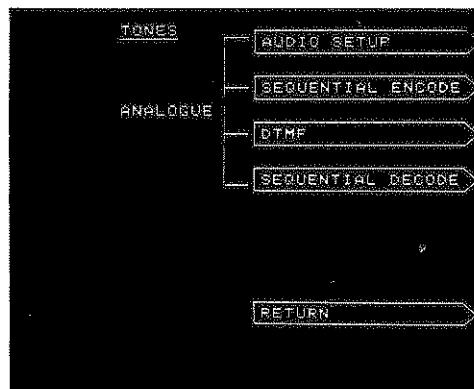 TONES
AUDIO SETUP
SEQUENTIAL ENCODE
ANALOGUE
DTMF
SEQUENTIAL DECODE
RETURN